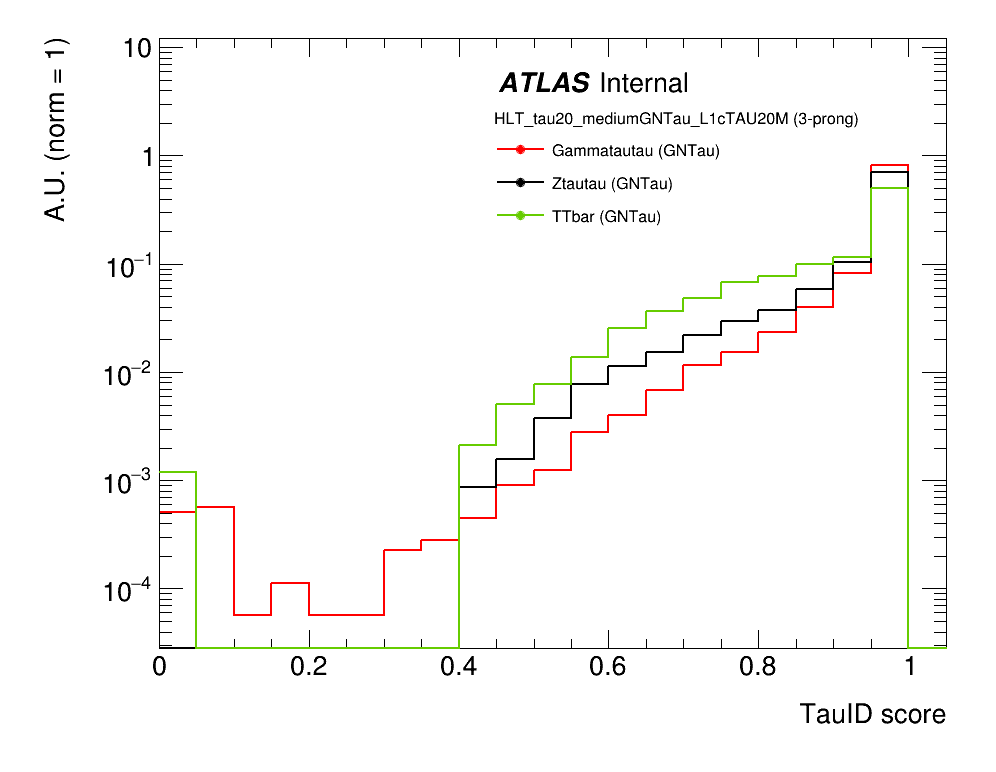 A.U. (norm = 1)
10
1
10⁻¹
10⁻²
10⁻³
10⁻⁴
ATLAS Internal
HLT_tau20_mediumGNTau_L1cTAU20M (3-prong)
Gammatautau (GNTau)
Ztautau (GNTau)
TTbar (GNTau)
0 0.2 0.4 0.6 0.8 1
TauID score